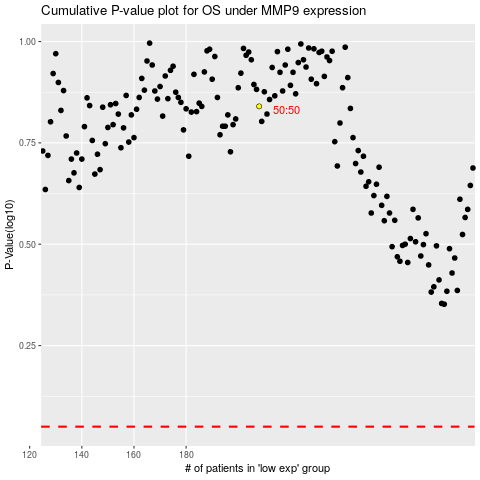 Cumulative P-value plot for OS under MMP9 expression
P-Value(log10)
1.00
0.75
0.50
0.25
50:50
120 140 160 180
# of patients in 'low exp' group